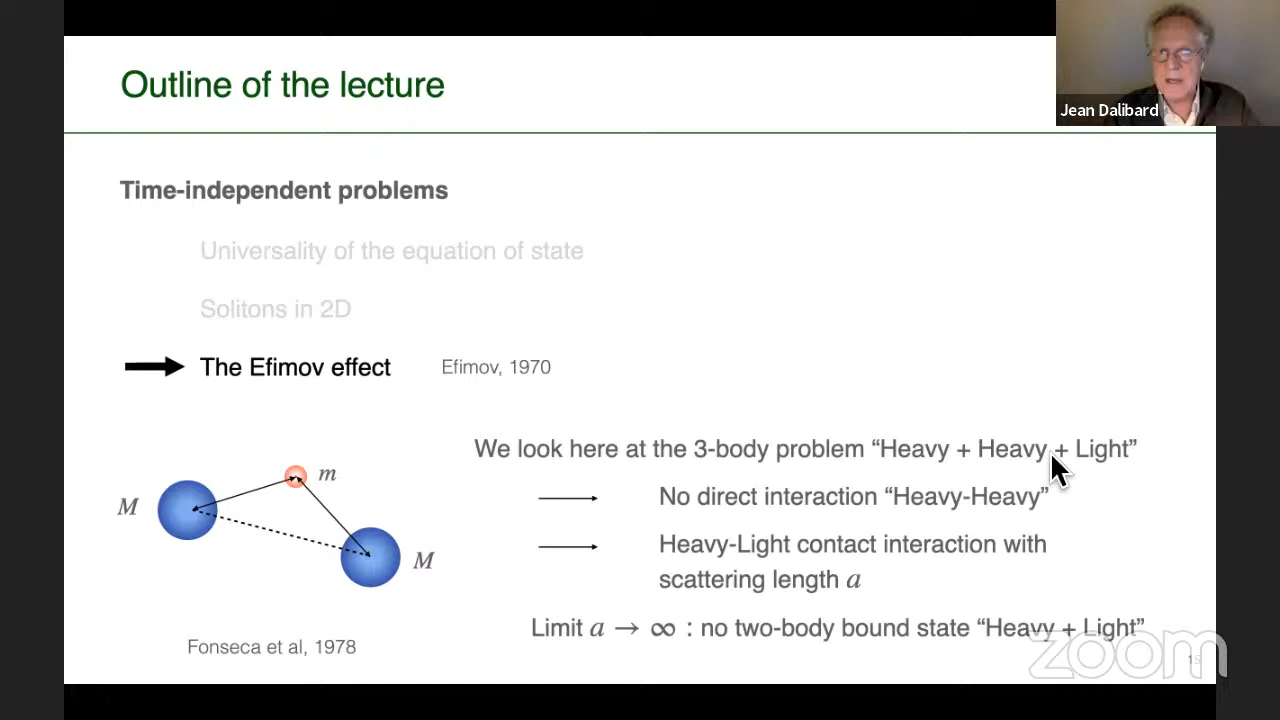 Outline of the lecture
Jean Dalibard
Time-independent problems
Universality of the equation of state
Solitons in 2D
The Efimov effect Efimov, 1970
We look here at the 3-body problem “Heavy + Heavy + Light”
m
M
No direct interaction “Heavy-Heavy”
Heavy-Light contact interaction with
M
scattering length a
Limit a → ∞ : no two-body bound state “Heavy + Light”
Fonseca et al, 1978
zoom